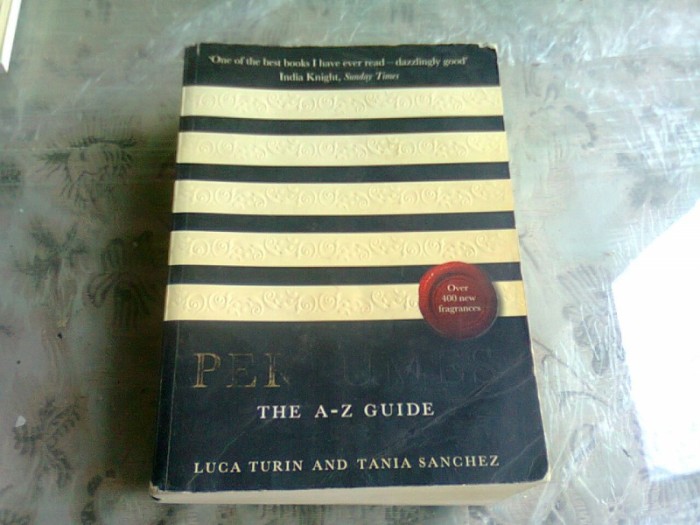 'One of the best books I have ever read – dazzlingly good'
India Knight, Sunday Times
Over
400 new
fragrances
PERFUMES
THE A-Z GUIDE
LUCA TURIN AND TANIA SANCHEZ